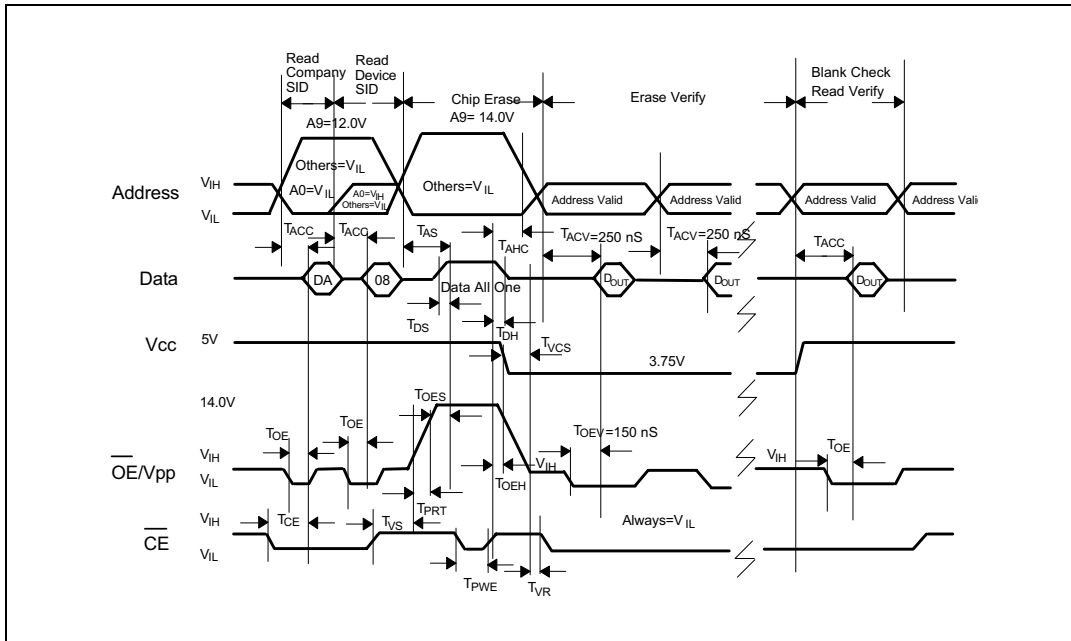 Read
Company
SID
Read
Device
SID
Chip Erase
Erase Verify
Blank Check
Read Verify
A9=12.0V
A9= 14.0V
Others=VIL
Address
VIH
VIL
A0=VIL
A0=VIH
Others=VIL
Others=VIL
Address Valid
Address Valid
Address Valid
Address Vali
TACC
TACC
TAS
TAHC
TACV=250 nS
TACV=250 nS
TACC
Data
DA
08
Data All One
DOUT
DOUT
DOUT
TDS
TDH
TVCS
Vcc
5V
3.75V
14.0V
TOES
TOE
TOE
TOEV=150 nS
TOE
OE/Vpp
VIH
VIL
VIH
VIH
TOEH
TPRT
CE
VIH
VIL
TCE
TVS
Always=VIL
TPWE
TVR